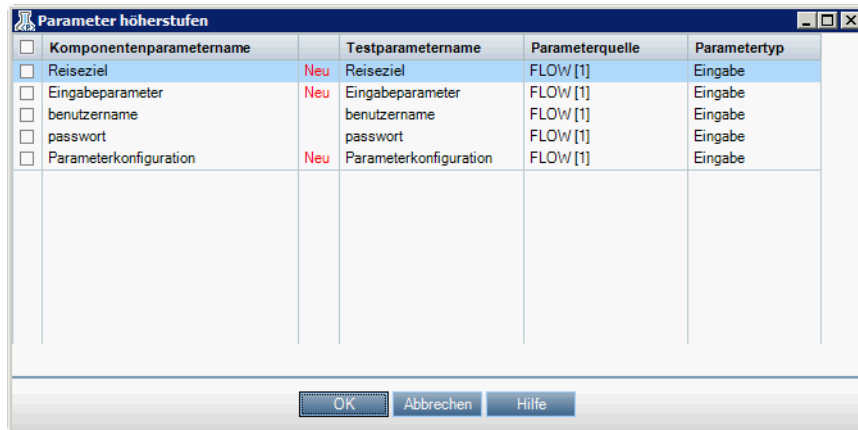 Parameter höherstufen
Komponentenparametername Testparametername Parameterquelle Parametertyp
Reiseziel Neu Reiseziel FLOW [1] Eingabe
Eingabeparameter Neu Eingabeparameter FLOW [1] Eingabe
benutzername benutzername FLOW [1] Eingabe
passwort passwort FLOW [1] Eingabe
Parameterkonfiguration Neu Parameterkonfiguration FLOW [1] Eingabe
OK Abbrechen Hilfe